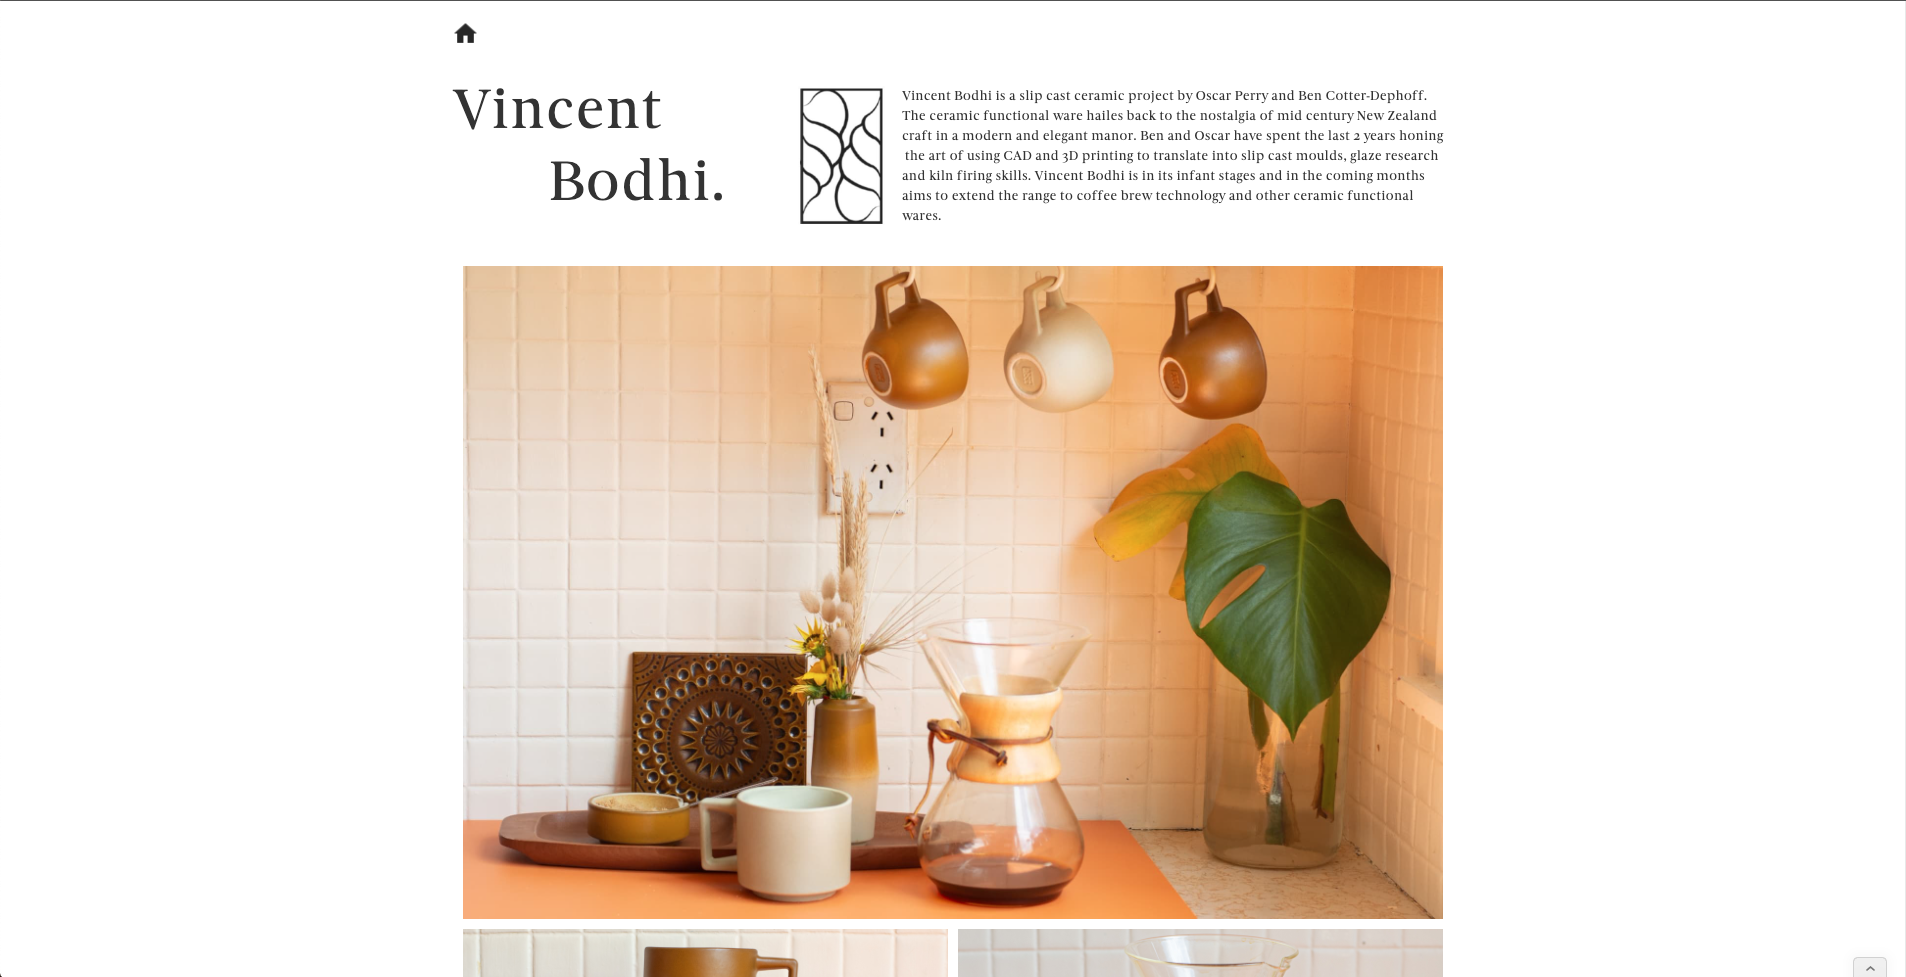 Vincent
Bodhi.
Vincent Bodhi is a slip cast ceramic project by Oscar Perry and Ben Cotter-Dephoff.
The ceramic functional ware hailes back to the nostalgia of mid century New Zealand
craft in a modern and elegant manor. Ben and Oscar have spent the last 2 years honing
the art of using CAD and 3D printing to translate into slip cast moulds, glaze research
and kiln firing skills. Vincent Bodhi is in its infant stages and in the coming months
aims to extend the range to coffee brew technology and other ceramic functional
wares.